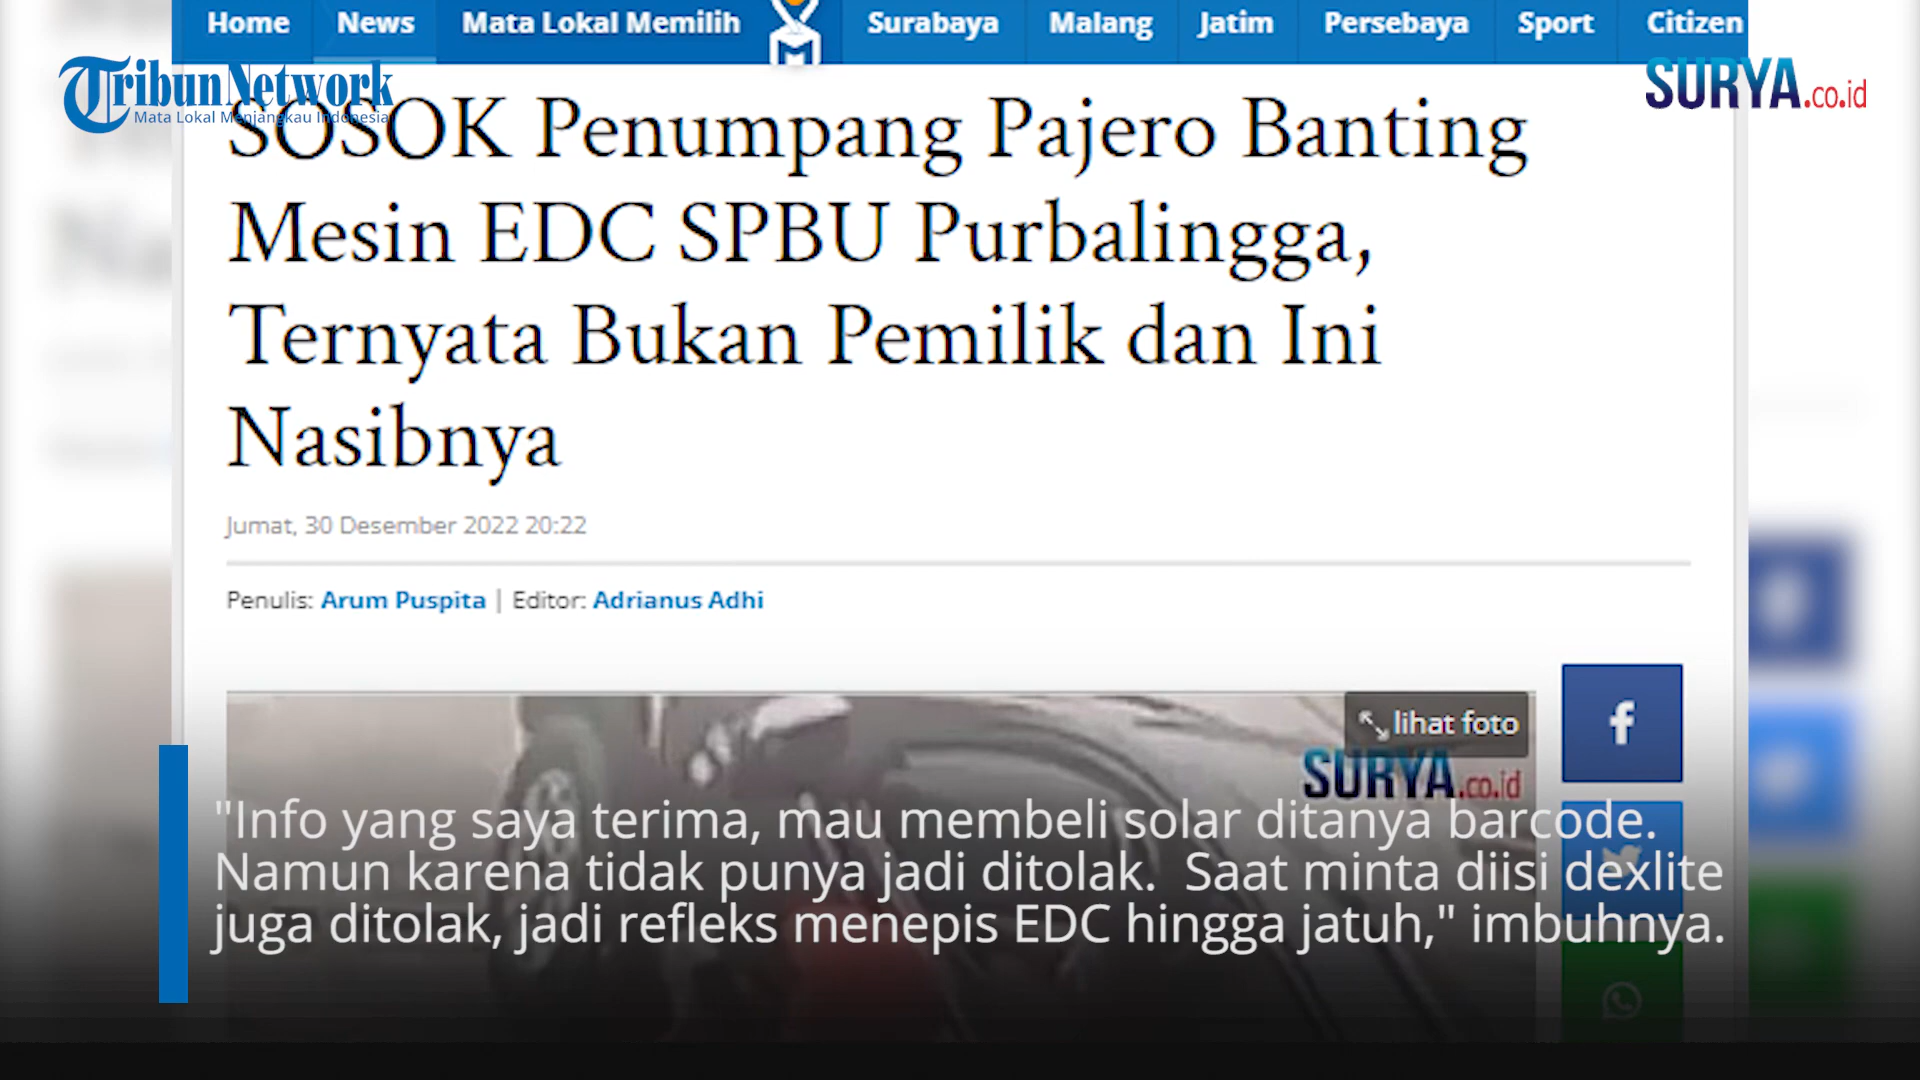 Home News Mata Lokal Memilih M Surabaya Malang Jatim Persebaya Sport Citizen
TribunNetwork
Mata Lokal Menjangkau Indonesia
SURYA.co.id
SOSOK Penumpang Pajero Banting
Mesin EDC SPBU Purbalingga,
Ternyata Bukan Pemilik dan Ini
Nasibnya
Jumat, 30 Desember 2022 20:22
Penulis: Arum Puspita | Editor: Adrianus Adhi
lihat foto
SURYA.co.id
f
"Info yang saya terima, mau membeli solar ditanya barcode.
Namun karena tidak punya jadi ditolak. Saat minta diisi dexlite
juga ditolak, jadi refleks menepis EDC hingga jatuh," imbuhnya.